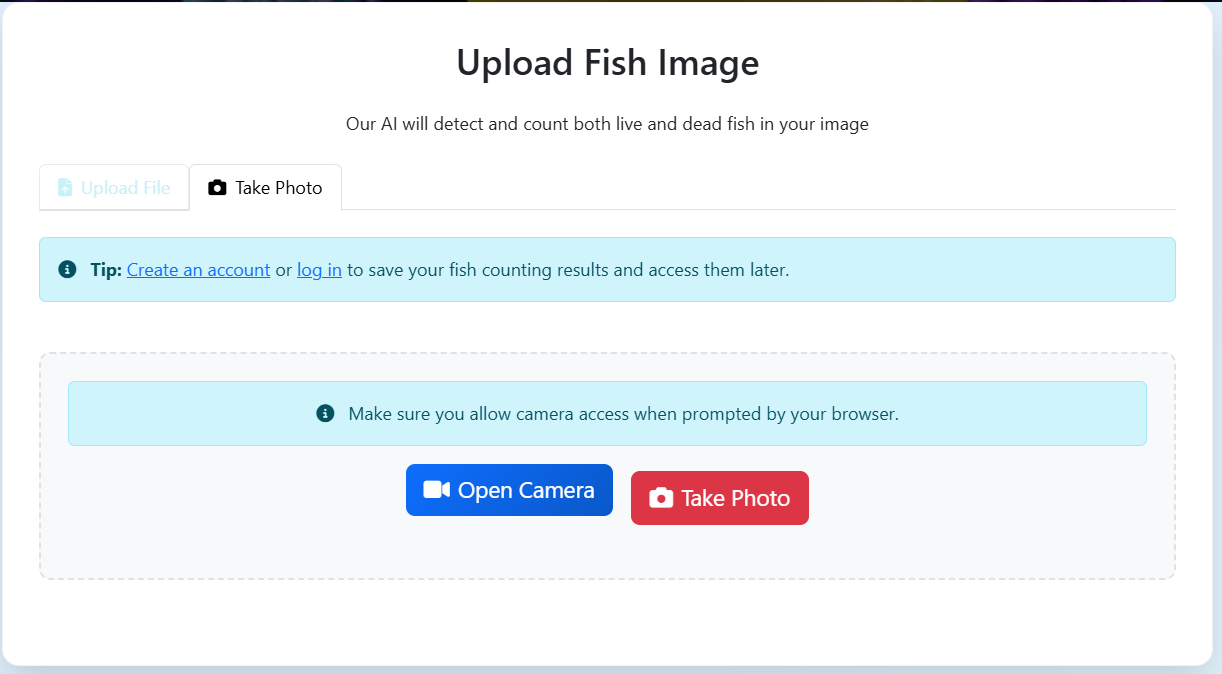 Upload Fish Image
Our AI will detect and count both live and dead fish in your image
Upload File
Take Photo
Tip: Create an account or log in to save your fish counting results and access them later.
Make sure you allow camera access when prompted by your browser.
Open Camera
Take Photo